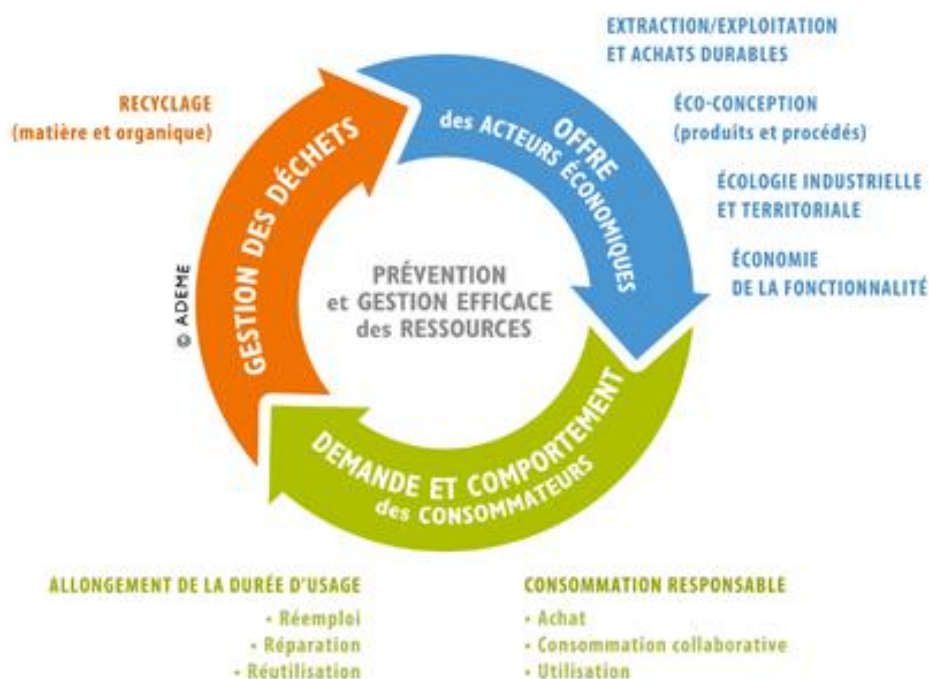 EXTRACTION/EXPLOITATION
ET ACHATS DURABLES
RECYCLAGE
(matière et organique)
ÉCO-CONCEPTION
(produits et procédés)
OFFRE
des ACTEURS ÉCONOMIQUES
ÉCOLOGIE INDUSTRIELLE
ET TERRITORIALE
GESTION DES DÉCHETS
ÉCONOMIE
DE LA FONCTIONNALITÉ
PRÉVENTION
et GESTION EFFICACE
des RESSOURCES
© ADEME
DEMANDE ET COMPORTEMENT
des CONSOMMATEURS
ALLONGEMENT DE LA DURÉE D'USAGE
• Réemploi
• Réparation
• Réutilisation
CONSOMMATION RESPONSABLE
• Achat
• Consommation collaborative
• Utilisation